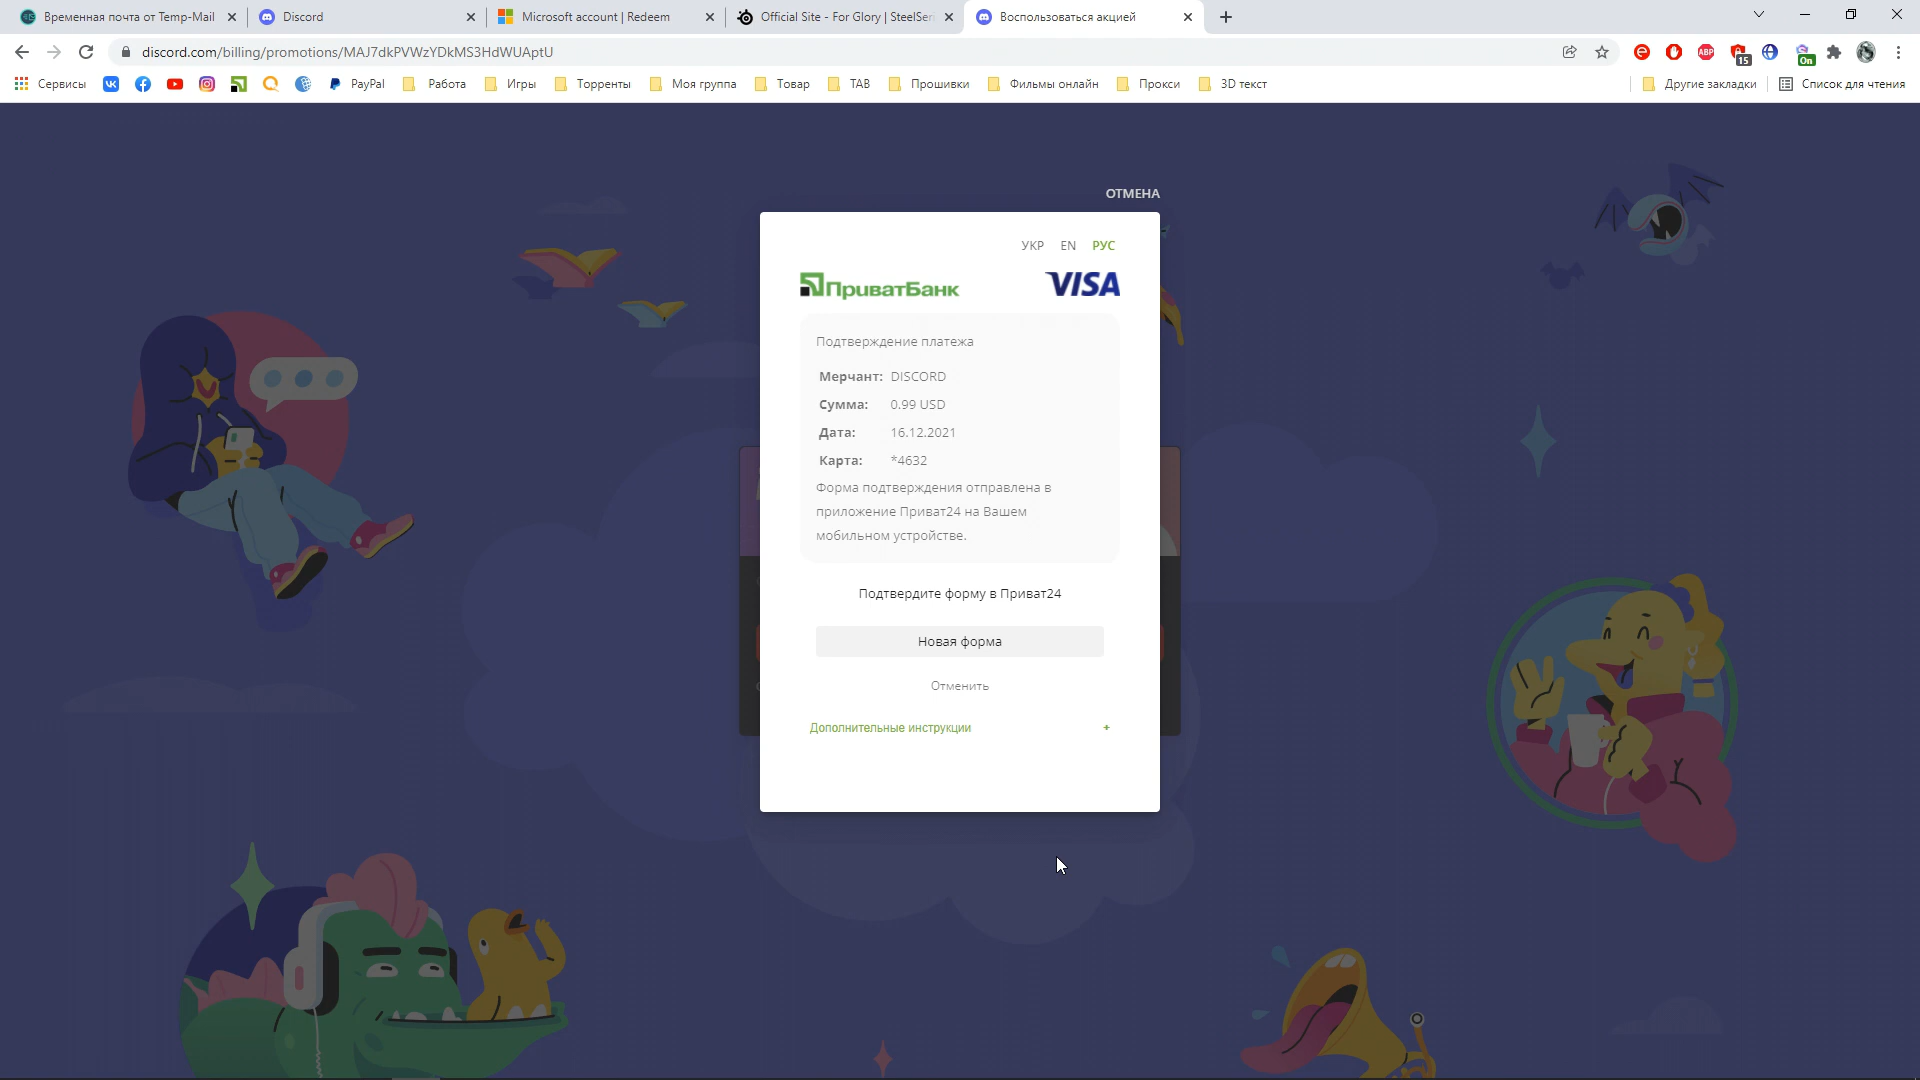 Временная почта от Temp-Mail
Discord
Microsoft account | Redeem
Official Site - For Glory | SteelSeri
Воспользоваться акцией
discord.com/billing/promotions/MAJ7dkPVWzYDkMS3HdWUAptU
ABP
15
On
Сервисы
PayPal
Работа
Игры
Торренты
Моя группа
Товар
TAB
Прошивки
Фильмы онлайн
Прокси
3D текст
Другие закладки
Список для чтения
ОТМЕНА
УКР EN РУС
ПриватБанк
VISA
Подтверждение платежа
Мерчант: DISCORD
Сумма: 0.99 USD
Дата: 16.12.2021
Карта: *4632
Форма подтверждения отправлена в
приложение Приват24 на Вашем
мобильном устройстве.
Подтвердите форму в Приват24
Новая форма
Отменить
Дополнительные инструкции +